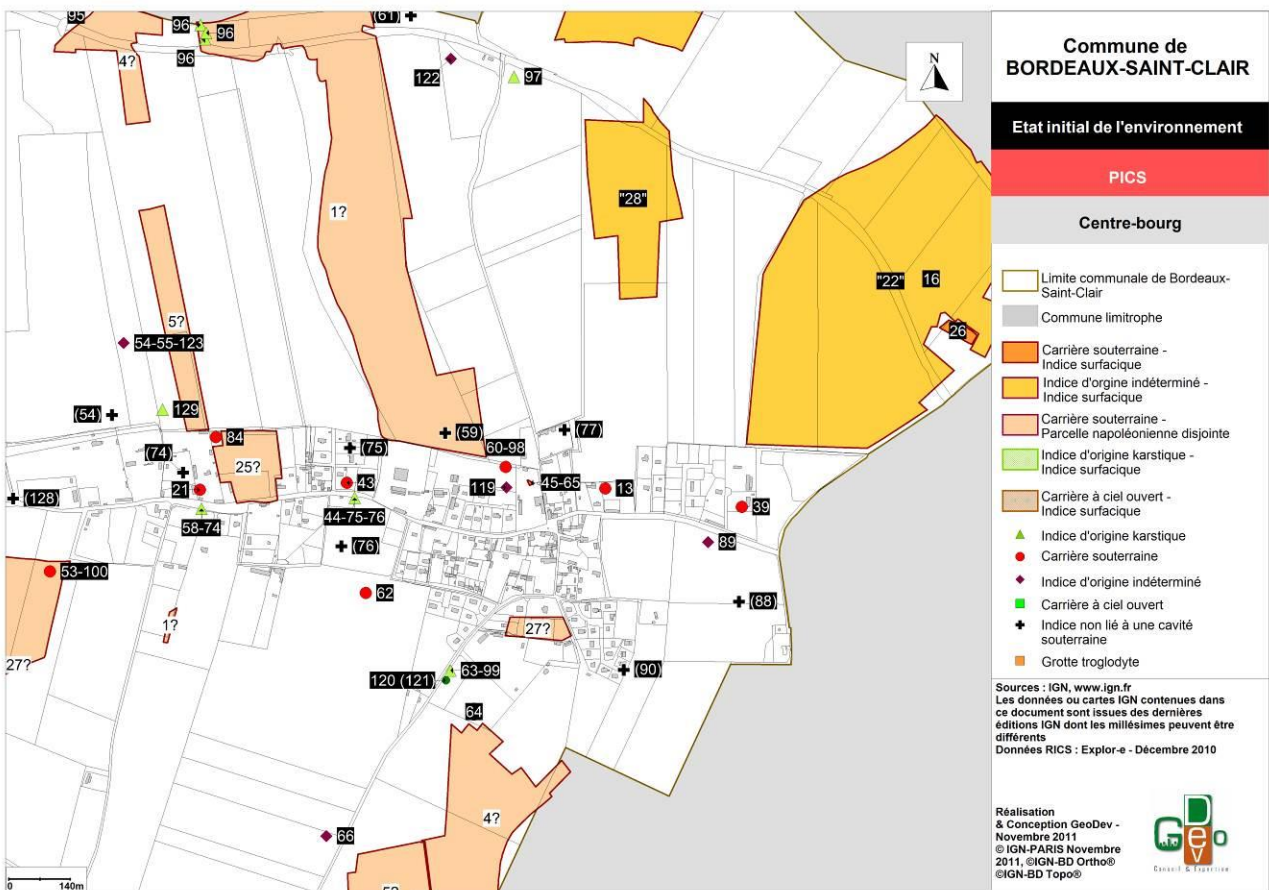 95
96
96
96
(61)
4?
122
97
N
1?
"28"
"22"
16
26
5?
54-55-123
129
(54)
84
(59)
(77)
(74)
(75)
60-98
25?
43
119
45-65
13
21
39
(128)
44-75-76
58-74
(76)
89
53-100
62
(88)
1?
27?
27?
63-99
(90)
120 (121)
64
4?
66
5?
0 140m
Commune de
BORDEAUX-SAINT-CLAIR
Etat initial de l'environnement
PICS
Centre-bourg
Limite communale de Bordeaux-
Saint-Clair
Commune limitrophe
Carrière souterraine -
Indice surfacique
Indice d'origine indéterminé -
Indice surfacique
Carrière souterraine -
Parcelle napoléonienne disjointe
Indice d'origine karstique -
Indice surfacique
Carrière à ciel ouvert -
Indice surfacique
Indice d'origine karstique
Carrière souterraine
Indice d'origine indéterminé
Carrière à ciel ouvert
Indice non lié à une cavité
souterraine
Grotte troglodyte
Sources : IGN, www.ign.fr
Les données ou cartes IGN contenues dans
ce document sont issues des dernières
éditions IGN dont les millésimes peuvent être
différents
Données RICS : Explor-e - Décembre 2010
Réalisation
& Conception GeoDev -
Novembre 2011
© IGN-PARIS Novembre
2011, ©IGN-BD Ortho®
©IGN-BD Topo®
GeoDev
Conseil & Expertise